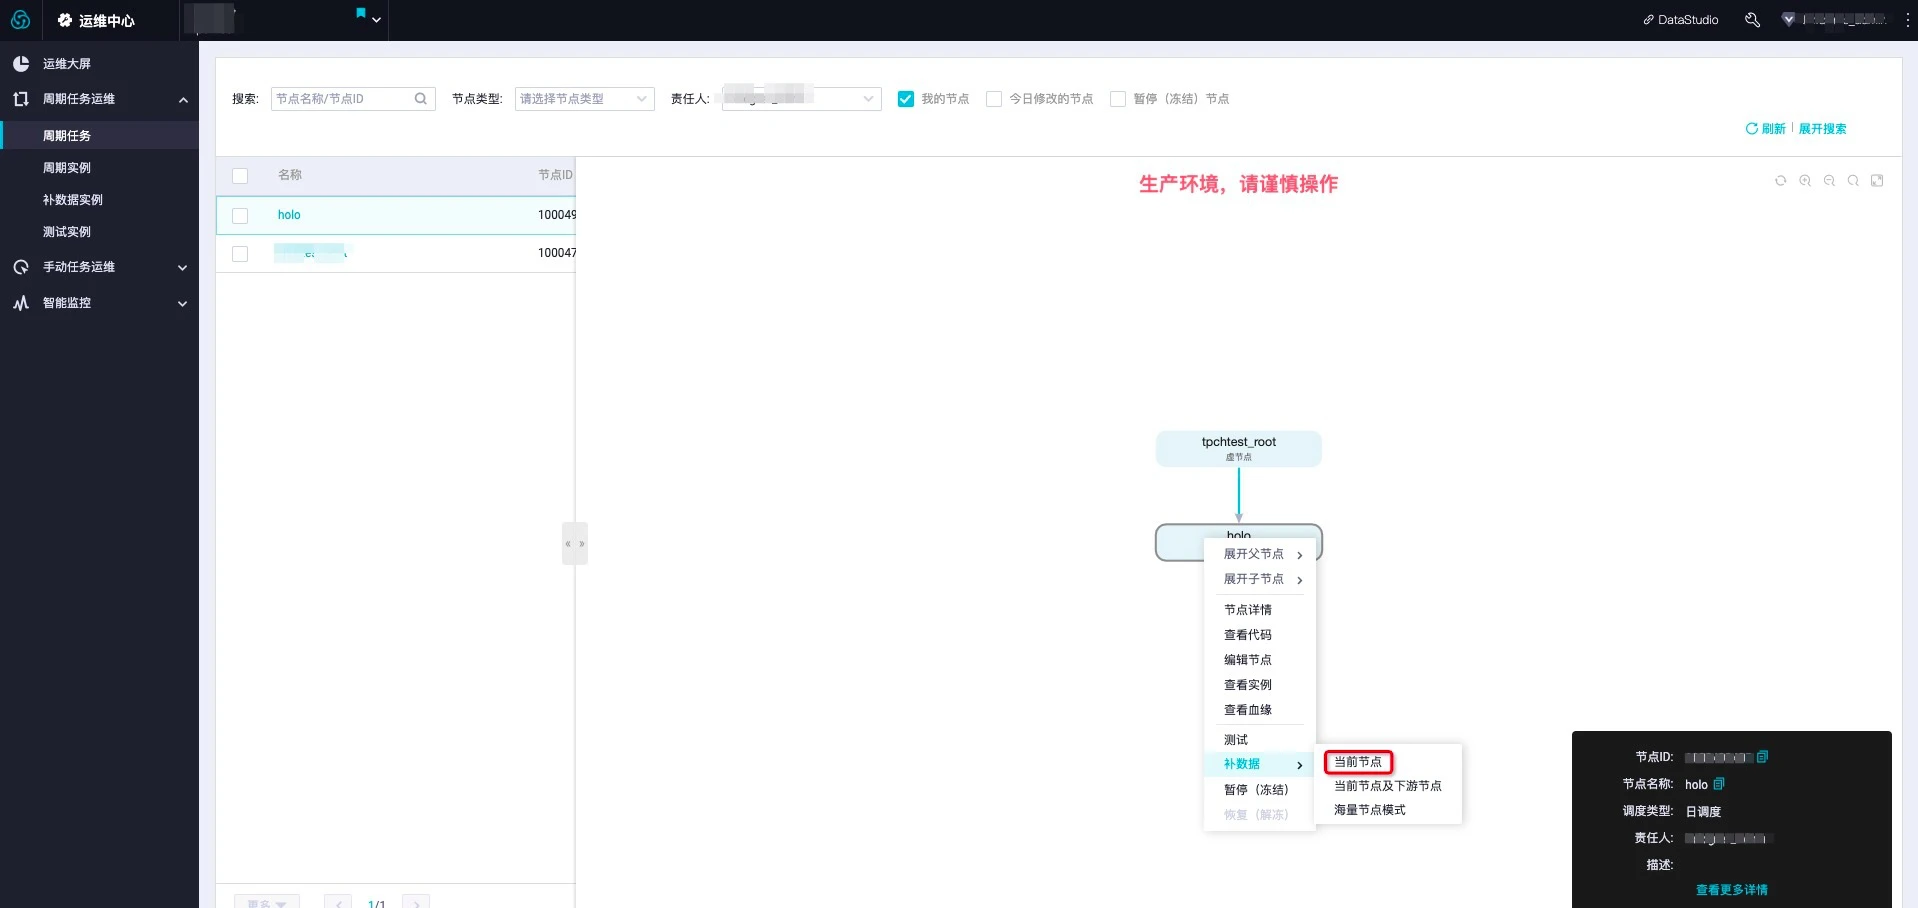 运维中心
DataStudio
运维大屏
周期任务运维
周期任务
周期实例
补数据实例
测试实例
手动任务运维
智能监控
搜索: 节点名称/节点ID 节点类型: 请选择节点类型 责任人: 我的节点 今日修改的节点 暂停（冻结）节点
刷新 展开搜索
名称 节点ID
holo 100049
100047
更多 1/1
生产环境，请谨慎操作
tpchtest_root
虚节点
holo
展开父节点
展开子节点
节点详情
查看代码
编辑节点
查看实例
查看血缘
测试
补数据
暂停（冻结）
恢复（解冻）
当前节点
当前节点及下游节点
海量节点模式
节点ID:
节点名称: holo
调度类型: 日调度
责任人:
描述:
查看更多详情